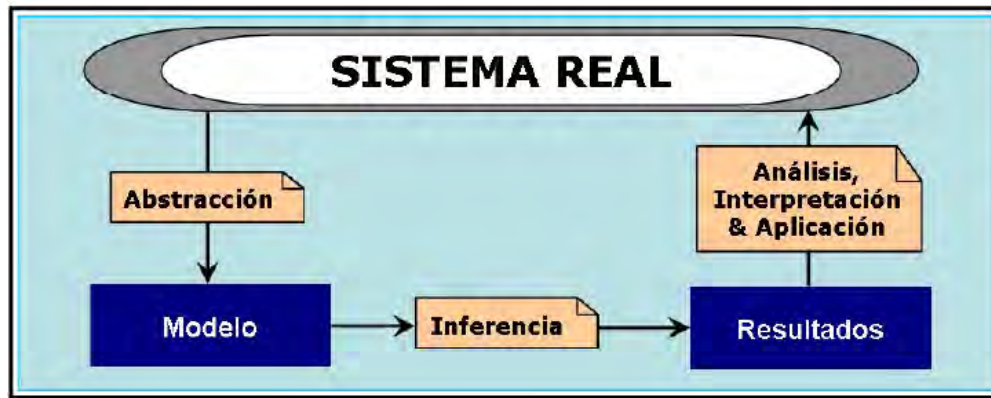 SISTEMA REAL
Abstracción
Análisis,
Interpretación
& Aplicación
Modelo
Inferencia
Resultados